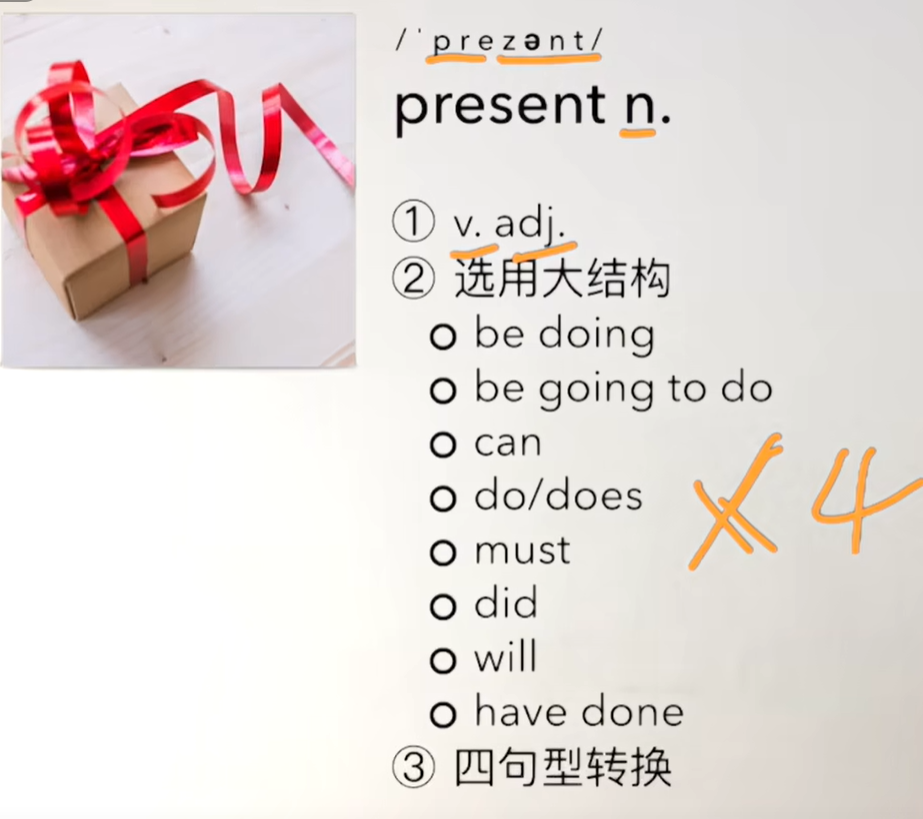 /ˈprezənt/
present n.
① v. adj.
② 选用大结构
be doing
be going to do
can
do/does
must
did
will
have done
③ 四句型转换
×4